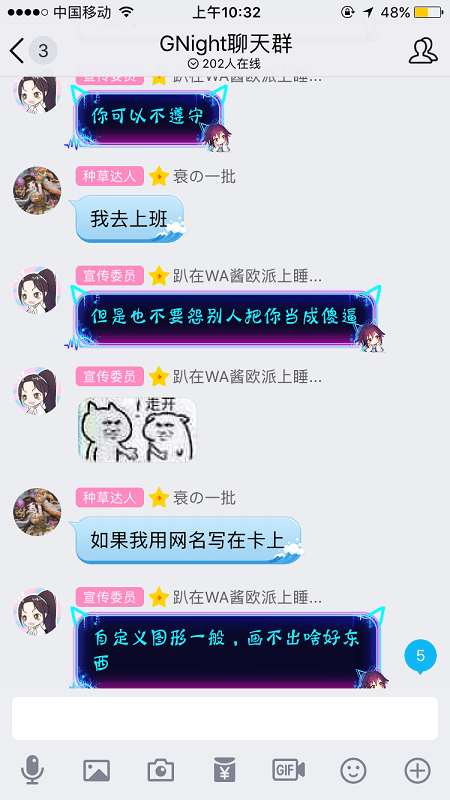 中国移动 上午10:32 48%
3 GNight聊天群
202人在线
宣传委员 趴在WA酱欧派上睡...
你可以不遵守
种草达人 衰の一批
我去上班
宣传委员 趴在WA酱欧派上睡...
但是也不要怨别人把你当成傻逼
宣传委员 趴在WA酱欧派上睡...
走开
种草达人 衰の一批
如果我用网名写在卡上
宣传委员 趴在WA酱欧派上睡...
自定义图形一般，画不出啥好东
西
5
GIF